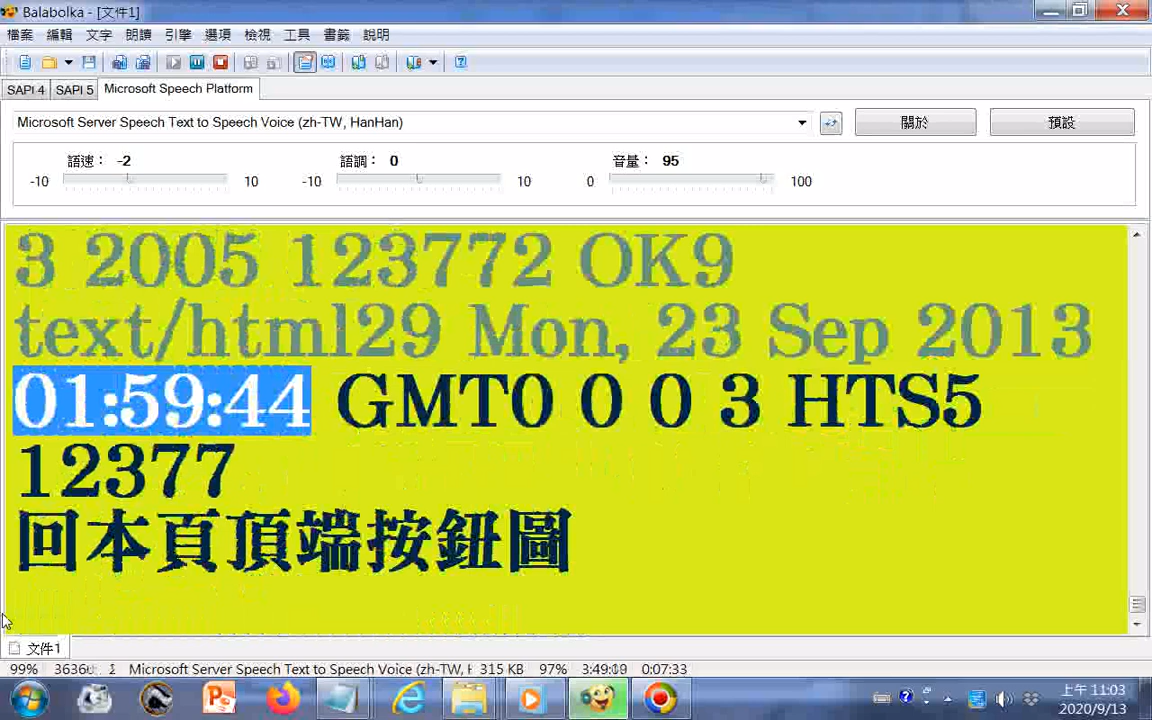 Balabolka - [文件1]
檔案 編輯 文字 朗讀 引擎 選項 檢視 工具 書籤 說明
SAPI 4 SAPI 5 Microsoft Speech Platform
Microsoft Server Speech Text to Speech Voice (zh-TW, HanHan) 關於 預設
語速： -2 語調： 0 音量： 95
-10 10 -10 10 0 100
3 2005 123772 OK9
text/html29 Mon, 23 Sep 2013
01:59:44 GMT0 0 0 3 HTS5
12377
回本頁頂端按鈕圖
文件1
99% Microsoft Server Speech Text to Speech Voice (zh-TW, 315 KB 97% 0:07:33
上午 11:03
2020/9/13